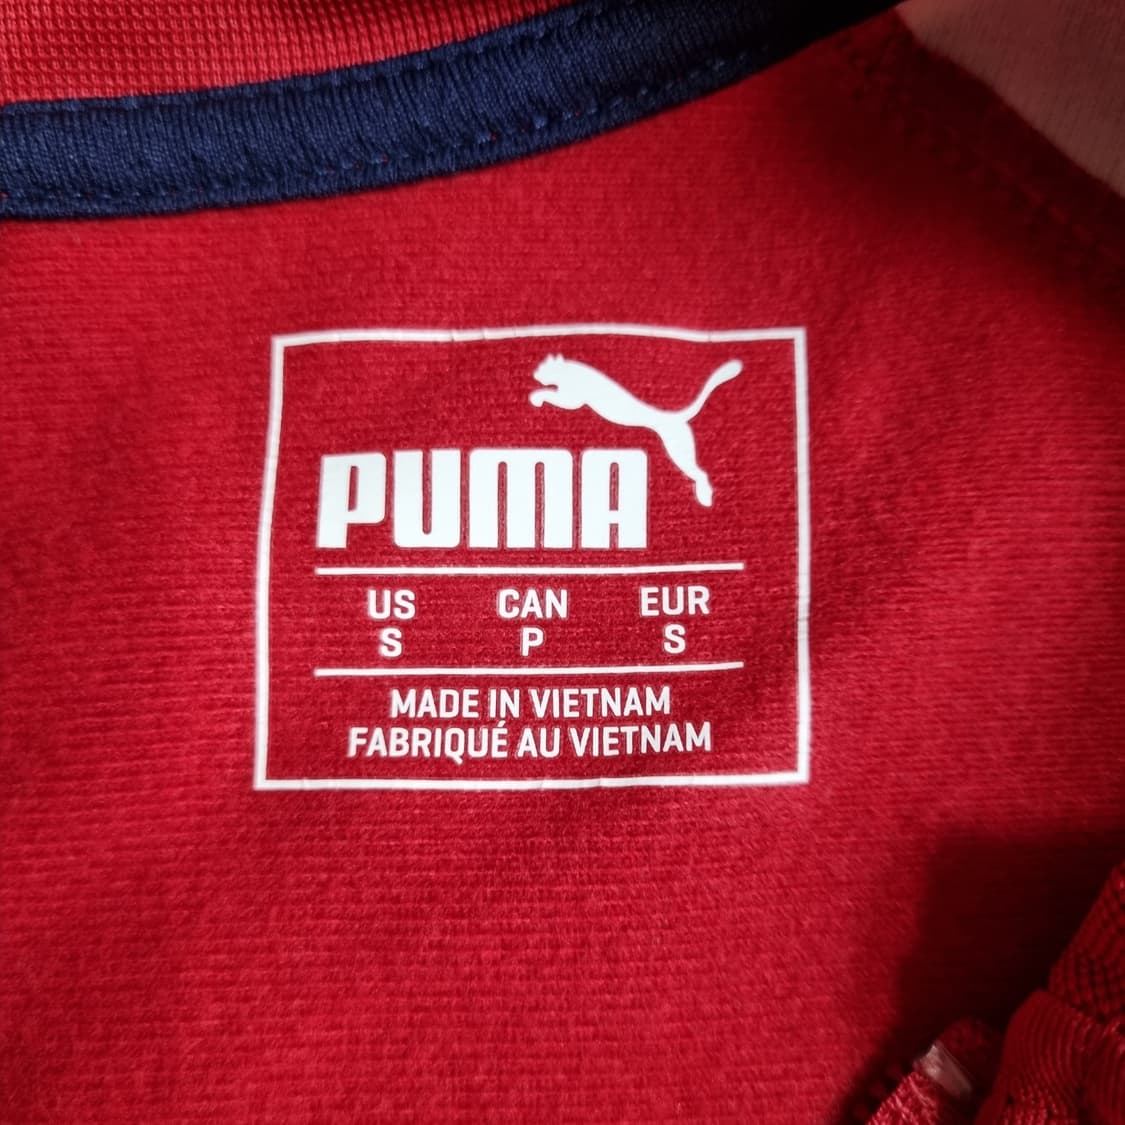 PUMA
US CAN EUR
S P S
MADE IN VIETNAM
FABRIQUÉ AU VIETNAM